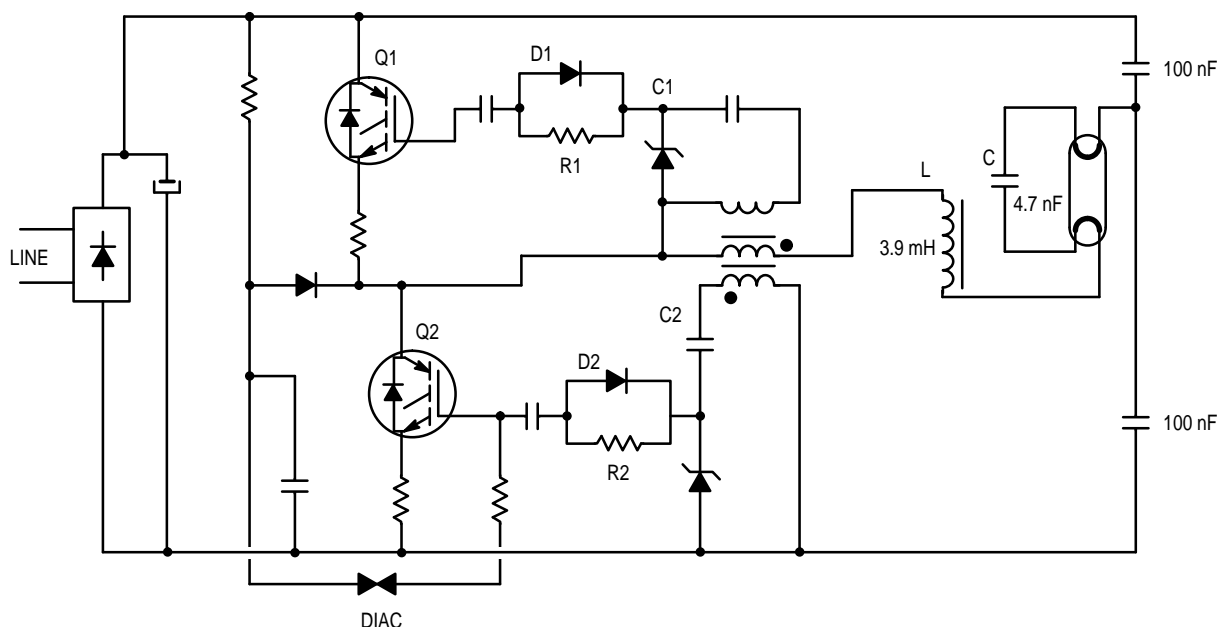 Q1
D1
C1
100 nF
R1
C
4.7 nF
L
LINE
3.9 mH
Q2
C2
D2
R2
100 nF
DIAC